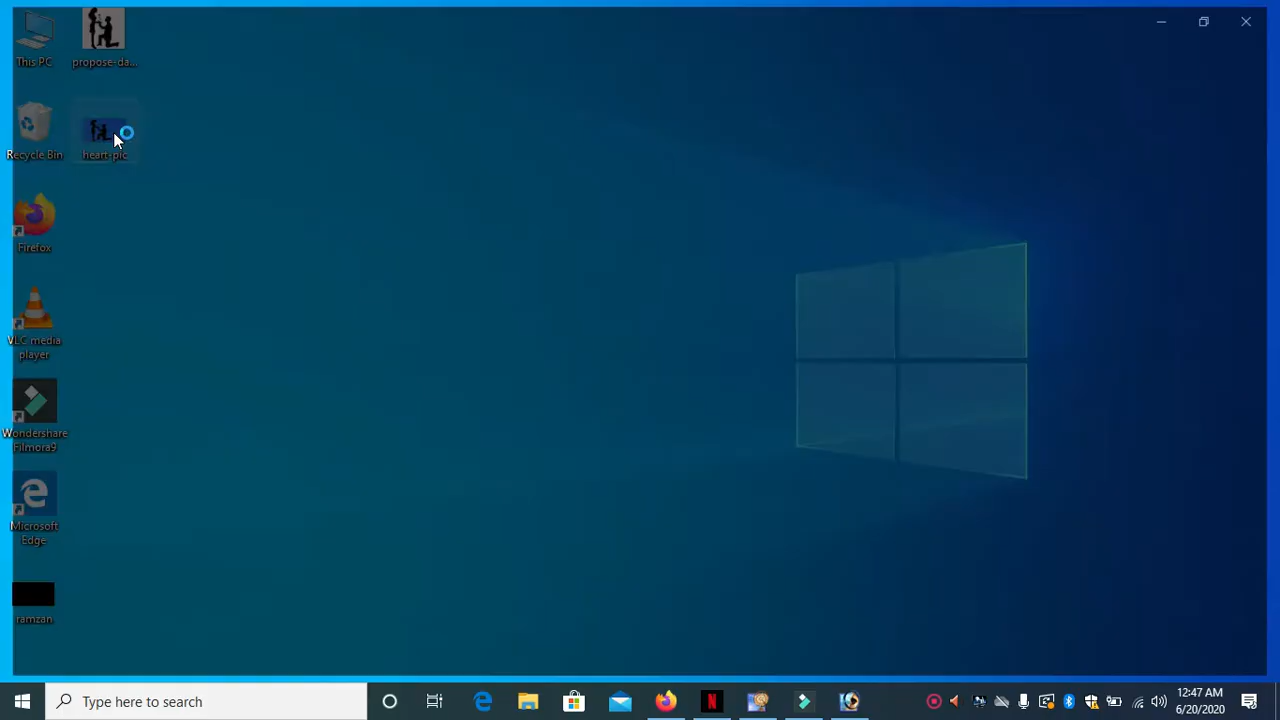 This PC
propose-da...
Recycle Bin
heart-pic
Firefox
VLC media
player
Wondershare
Filmora9
Microsoft
Edge
ramzan
Type here to search
12:47 AM
6/20/2020